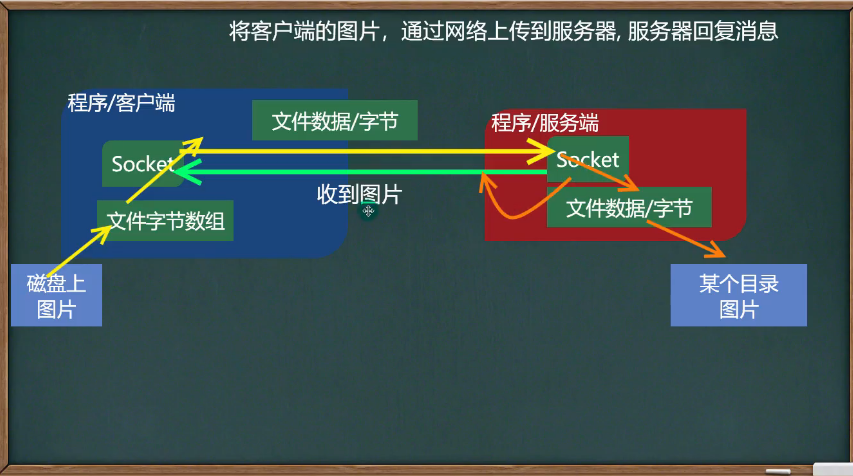 将客户端的图片，通过网络上传到服务器, 服务器回复消息
程序/客户端
文件数据/字节
程序/服务端
Socket
Socket
收到图片
文件字节数组
文件数据/字节
磁盘上
图片
某个目录
图片